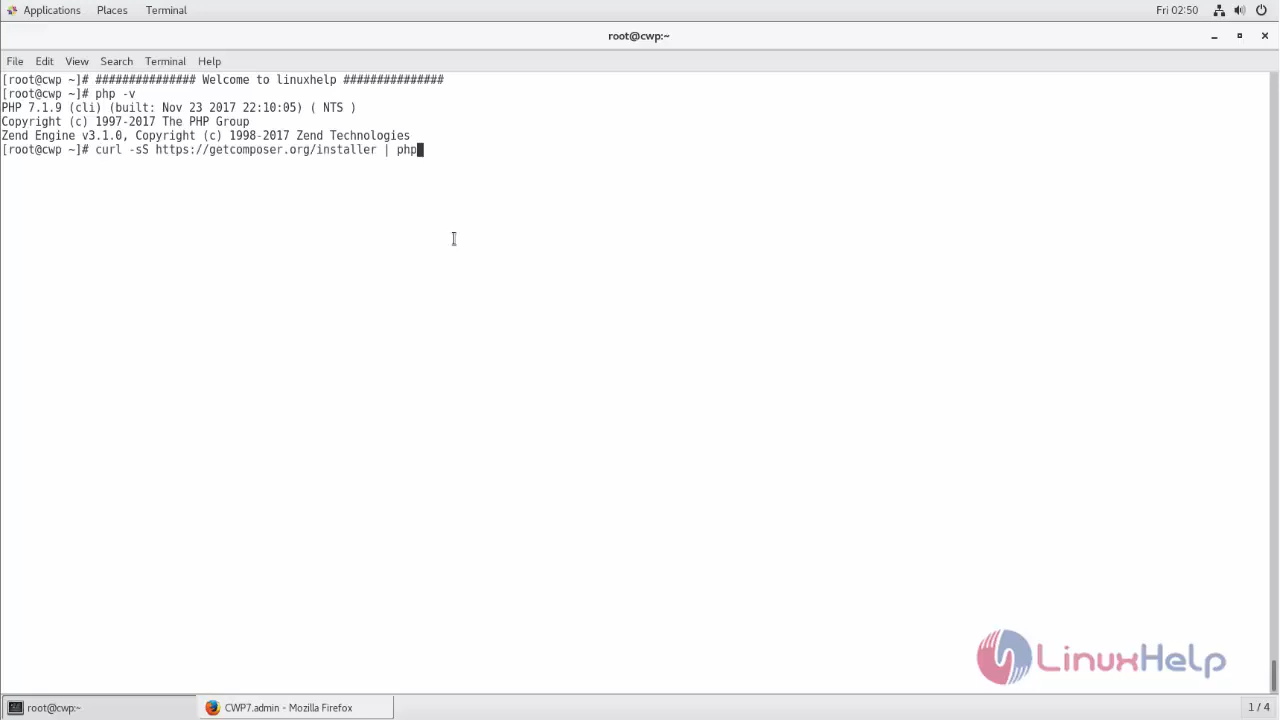 Applications Places Terminal Fri 02:50
root@cwp:~
File Edit View Search Terminal Help
[root@cwp ~]# ############### Welcome to linuxhelp ###############
[root@cwp ~]# php -v
PHP 7.1.9 (cli) (built: Nov 23 2017 22:10:05) ( NTS )
Copyright (c) 1997-2017 The PHP Group
Zend Engine v3.1.0, Copyright (c) 1998-2017 Zend Technologies
[root@cwp ~]# curl -sS https://getcomposer.org/installer | php
LinuxHelp
root@cwp:~ CWP7.admin - Mozilla Firefox 1 / 4